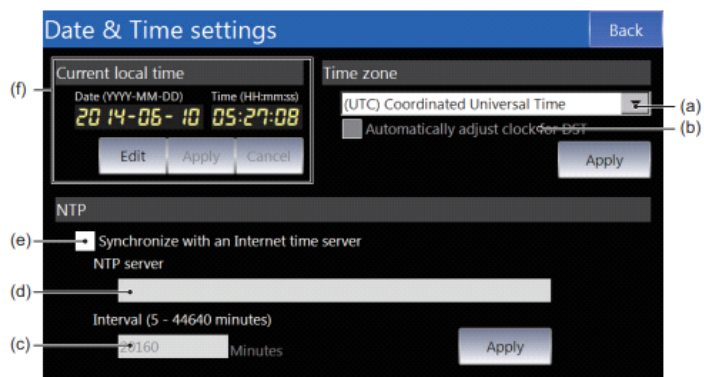 Date & Time settings
Back
(f)
Current local time
Date (YYYY-MM-DD) Time (HH:mm:ss)
2014-06-10 05:27:08
Edit Apply Cancel
Time zone
(UTC) Coordinated Universal Time
(a)
Automatically adjust clock for DST
(b)
Apply
NTP
(e)
Synchronize with an Internet time server
NTP server
(d)
Interval (5 - 44640 minutes)
(c)
20160 Minutes
Apply